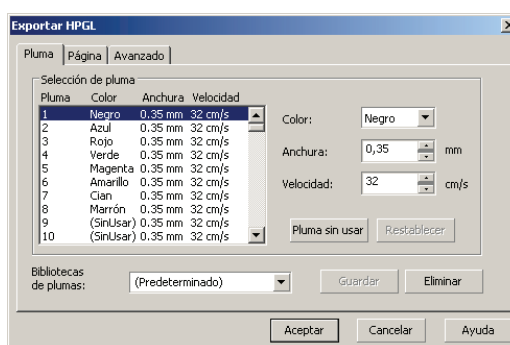 Exportar HPGL
Pluma Página Avanzado
Selección de pluma
Pluma Color Anchura Velocidad
1 Negro 0.35 mm 32 cm/s
2 Azul 0.35 mm 32 cm/s
3 Rojo 0.35 mm 32 cm/s
4 Verde 0.35 mm 32 cm/s
5 Magenta 0.35 mm 32 cm/s
6 Amarillo 0.35 mm 32 cm/s
7 Cian 0.35 mm 32 cm/s
8 Marrón 0.35 mm 32 cm/s
9 (SinUsar) 0.35 mm 32 cm/s
10 (SinUsar) 0.35 mm 32 cm/s
Color: Negro
Anchura: 0,35 mm
Velocidad: 32 cm/s
Pluma sin usar Restablecer
Bibliotecas
de plumas: (Predeterminado) Guardar Eliminar
Aceptar Cancelar Ayuda